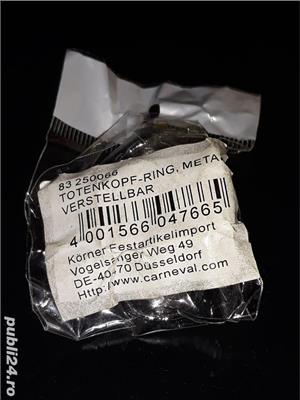 83 250066
TOTENKOPF-RING, META
VERSTELLBAR
4 001566 047665
Körner Festartikelimport
Vogelsanger Weg 49
DE-40470 Düsseldorf
Http://www.carneval.com
publi24.ro